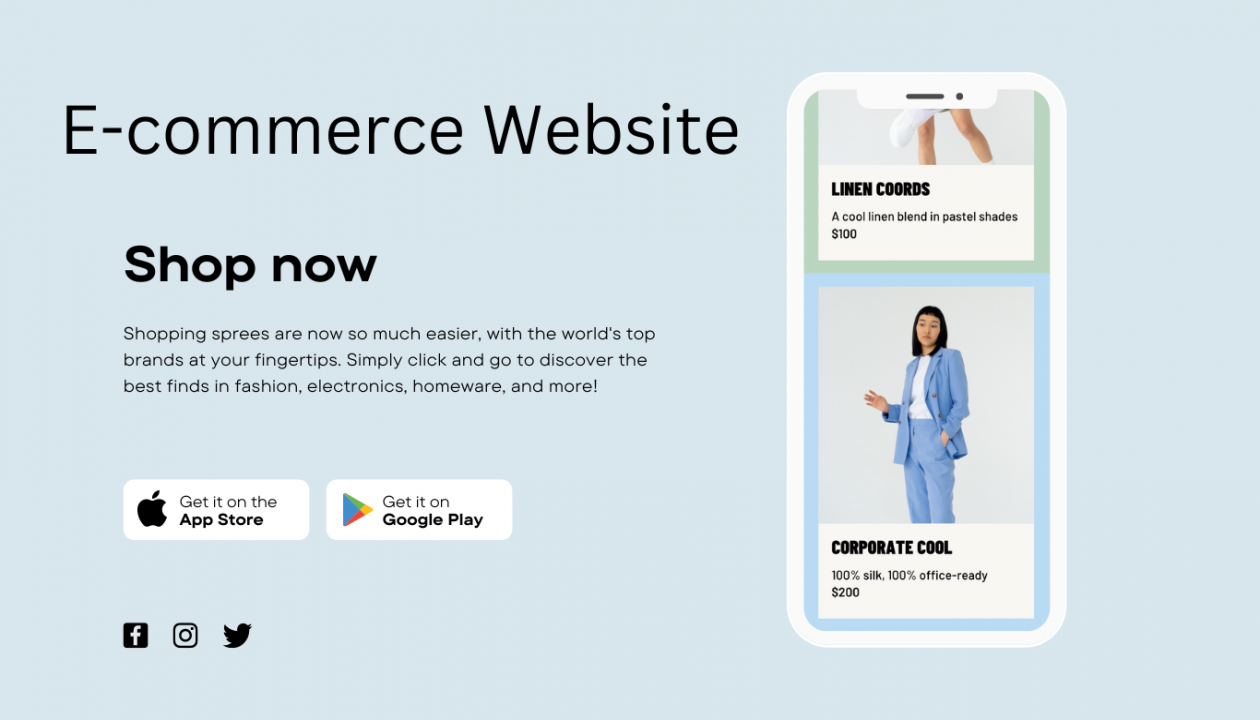 E-commerce Website
Shop now
Shopping sprees are now so much easier, with the world's top
brands at your fingertips. Simply click and go to discover the
best finds in fashion, electronics, homeware, and more!
Get it on the
App Store
Get it on
Google Play
LINEN COORDS
A cool linen blend in pastel shades
$100
CORPORATE COOL
100% silk, 100% office-ready
$200